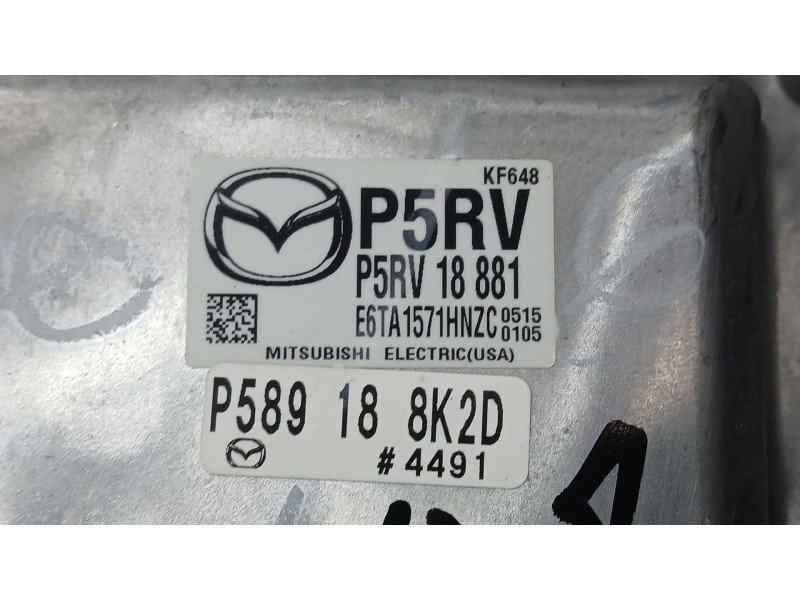 KF648
P5RV
P5RV 18 881
E6TA1571HNZC 0515
0105
MITSUBISHI ELECTRIC(USA)
P589 18 8K2D
#4491